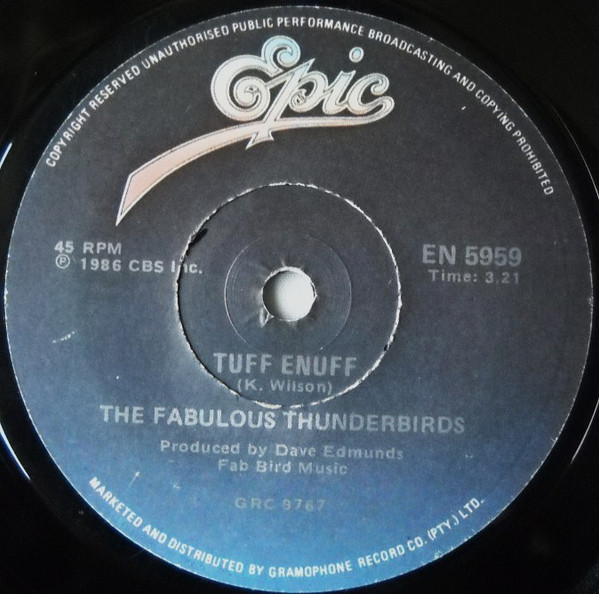 COPYRIGHT RESERVED UNAUTHORISED PUBLIC PERFORMANCE BROADCASTING AND COPYING PROHIBITED
Epic
45 RPM
℗ 1986 CBS Inc.
EN 5959
Time: 3.21
TUFF ENUFF
(K. Wilson)
THE FABULOUS THUNDERBIRDS
Produced by Dave Edmunds
Fab Bird Music
GRC 9767
MARKETED AND DISTRIBUTED BY GRAMOPHONE RECORD CO. (PTY.) LTD.